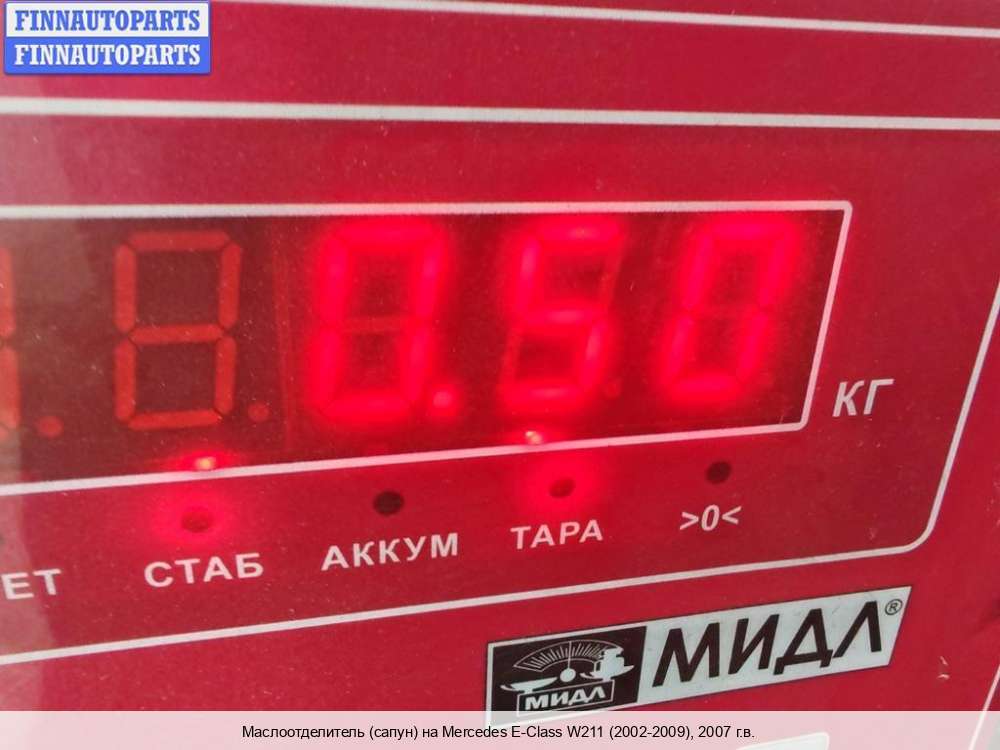 FINNAUTOPARTS
FINNAUTOPARTS
0.50
КГ
ЕТ СТАБ АККУМ ТАРА >0<
МИДЛ МИДЛ®
Маслоотделитель (сапун) на Mercedes E-Class W211 (2002-2009), 2007 г.в.